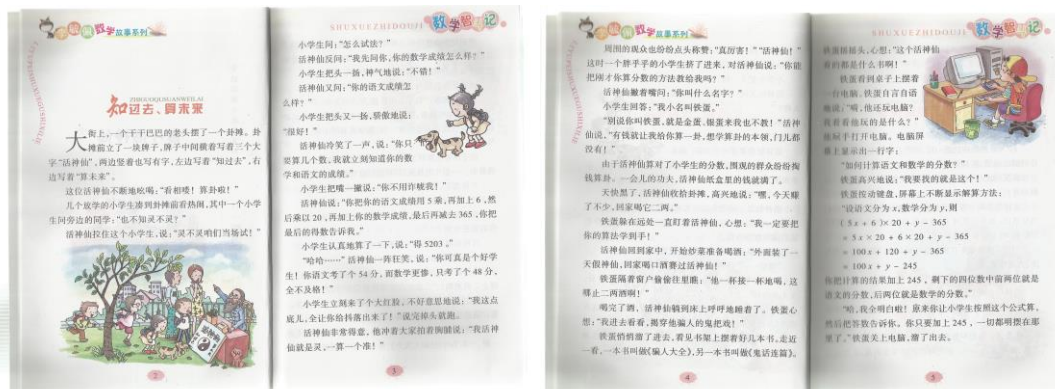 数学故事系列
知过去、算未来
大街上,一个干干巴巴的老头摆了一个卦摊。卦
摊前立了一块牌子,牌子中间横着写着三个大
字“活神仙”,两边竖着也写有字,左边写着“知过去”,右
边写着“算未来”。
这位活神仙不断地吆喝:“看相喽!算卦啦!”
几个放学的小学生凑到卦摊前看热闹,其中一个小学
生问旁边的同学:“也不知灵不灵?”
活神仙拉住这个小学生,说:“灵不灵咱们当场试!”
2
SHUXUEZHIDOUJI
数学智斗记
小学生问:“怎么试法?”
活神仙反问:“我先问你,你的数学成绩怎么样?”
小学生把头一扬,神气地说:“不错!”
活神仙又问:“你的语文成绩怎
么样?”
小学生把头又一扬,骄傲地说:
“很好!”
活神仙冷笑了一声,说:“你只
要算几个数,我就立刻知道你的数
学和语文的成绩。”
小学生把嘴一撇说:“你不用诈唬我!”
活神仙说:“你把你的语文成绩用5乘,再加上6,然
后乘以20,再加上你的数学成绩,最后再减去365,你把
最后的得数告诉我。”
小学生认真地算了一下,说:“得5203。”
“哈哈……”活神仙一阵狂笑,说:“你可真是个好学
生!你语文考了个54分,而数学更惨,只考了个48分,
全不及格!”
小学生立刻来了个大红脸,不好意思地说:“我这点
底儿,全让你给抖落出来了!”说完掉头就跑。
活神仙非常得意,他冲着大家拍着胸脯说:“我活神
仙就是灵,一算一个准!”
3
数学故事系列
周围的观众也纷纷点头称赞:“真厉害!”“活神仙!”
这时一个胖乎乎的小学生挤了进来,对活神仙说:“你能
把刚才你算分数的方法教给我吗?”
活神仙撇着嘴问:“你叫什么名字?”
小学生回答:“我小名叫铁蛋。”
“别说你叫铁蛋,就是金蛋、银蛋来我也不教!”活神
仙说,“有钱就让我给你算一卦,想学算卦的本领,门儿都
没有!”
由于活神仙算对了小学生的分数,围观的群众纷纷掏
钱算卦。一会儿的功夫,活神仙纸盒里的钱就满了。
天快黑了,活神仙收拾卦摊,高兴地说:“嘿,今天赚
了不少,回家喝它二两。”
铁蛋躲在远处一直盯着活神仙,心想:“我一定要把
你的算法学到手!”
活神仙回到家中,开始炒菜准备喝酒:“外面装了一
天假神仙,回家喝口酒赛过活神仙!”
铁蛋隔着窗户偷偷往里瞧:“他一杯接一杯地喝,这
哪止二两酒啊!”
喝完了酒,活神仙躺到床上呼呼地睡着了。铁蛋心
想:“我进去看看,揭穿他骗人的鬼把戏!”
铁蛋悄悄溜了进去,看见书架上摆着好几本书,走近
一看,一本书叫做《骗人大全》,另一本书叫做《鬼话连篇》。
4
SHUXUEZHIDOUJI
数学智斗记
铁蛋摇摇头,心想:“这个活神仙
看的都是什么书啊!”
铁蛋看到桌子上摆着
一台电脑,铁蛋自言自语
地说:“嗬,他还玩电脑?
我看看他玩的是什么?”
他顺手打开电脑。电脑屏
幕上显示出一行字:
“如何计算语文和数学的分数?”
铁蛋高兴地说:“我要找的就是这个!”
铁蛋按动键盘,屏幕上不断显示解算方法:
“设语文分为x,数学分为y,则
(5x+6)×20+y-365
=5x×20+6×20+y-365
=100x+120+y-365
=100x+y-245
你把计算的结果加上245,剩下的四位数中前两位就是
语文的分数,后两位就是数学的分数。”
“哈,我全明白啦!原来你让小学生按照这个公式算,
然后把答数告诉你。你只要加上245,一切都明摆在那
里了。”铁蛋关上电脑,溜了出去。
5